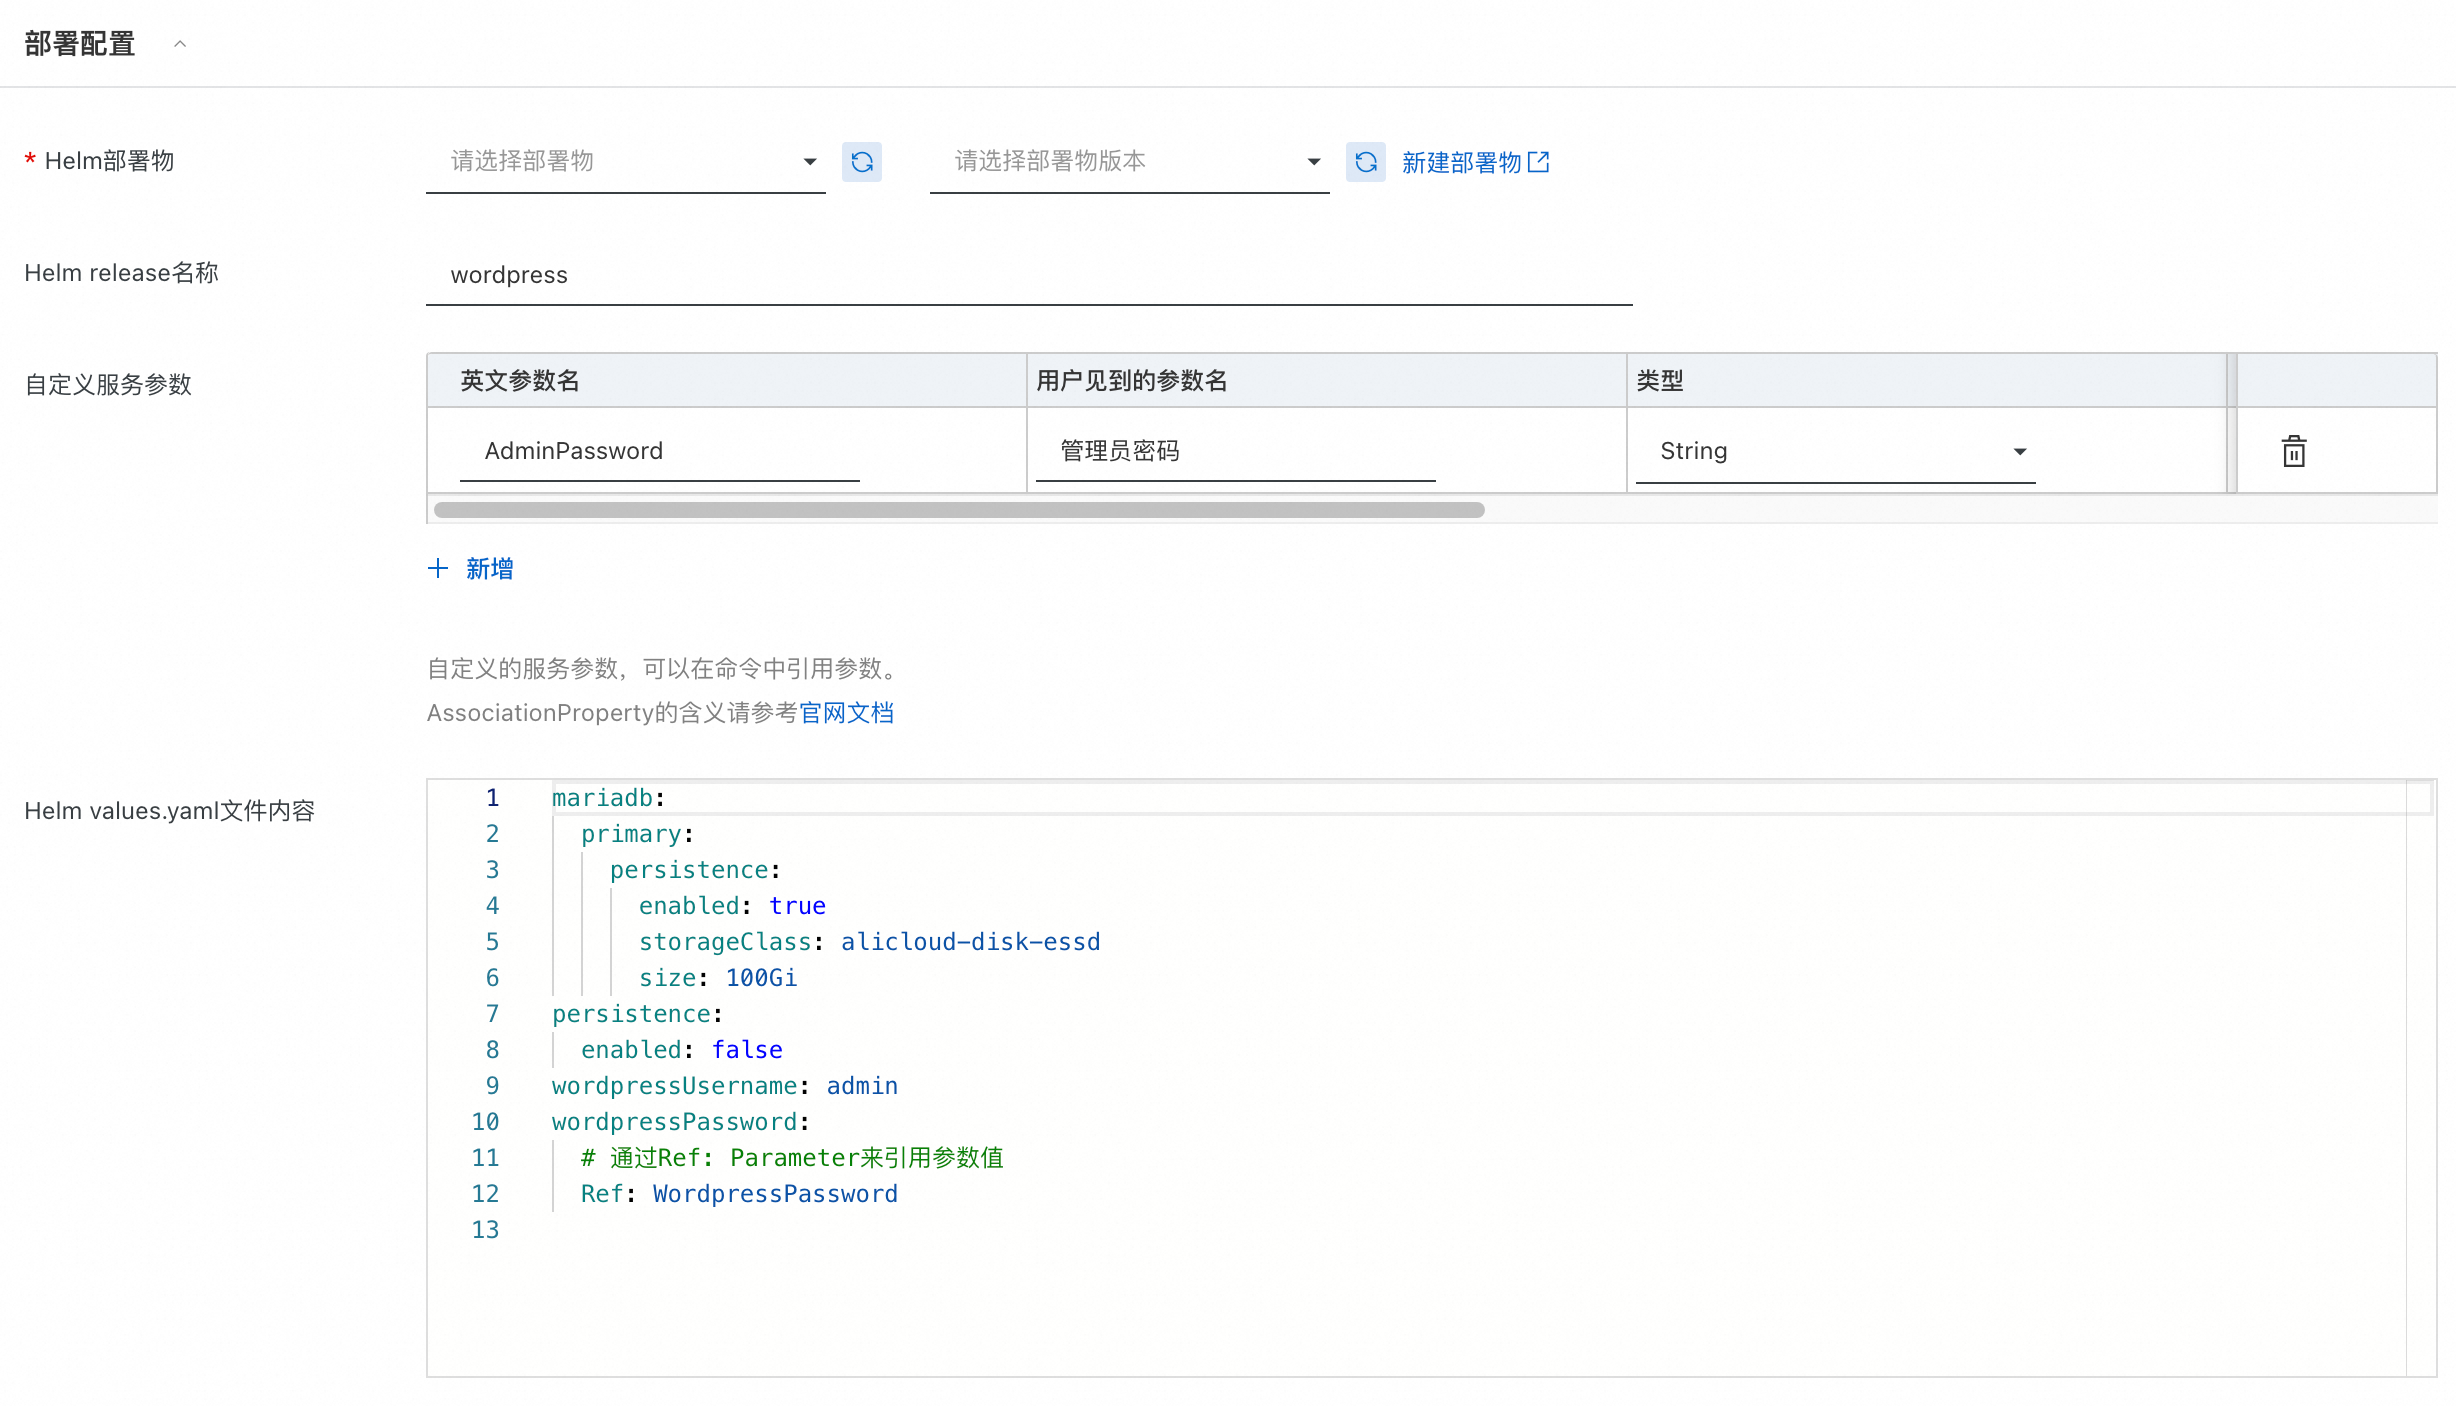 部署配置
* Helm部署物 请选择部署物 请选择部署物版本 新建部署物
Helm release名称 wordpress
自定义服务参数 英文参数名 用户见到的参数名 类型
AdminPassword 管理员密码 String
+ 新增
自定义的服务参数，可以在命令中引用参数。
AssociationProperty的含义请参考官网文档
Helm values.yaml文件内容
1 mariadb:
2   primary:
3     persistence:
4       enabled: true
5       storageClass: alicloud-disk-essd
6       size: 100Gi
7 persistence:
8   enabled: false
9 wordpressUsername: admin
10 wordpressPassword:
11   # 通过Ref: Parameter来引用参数值
12   Ref: WordpressPassword
13